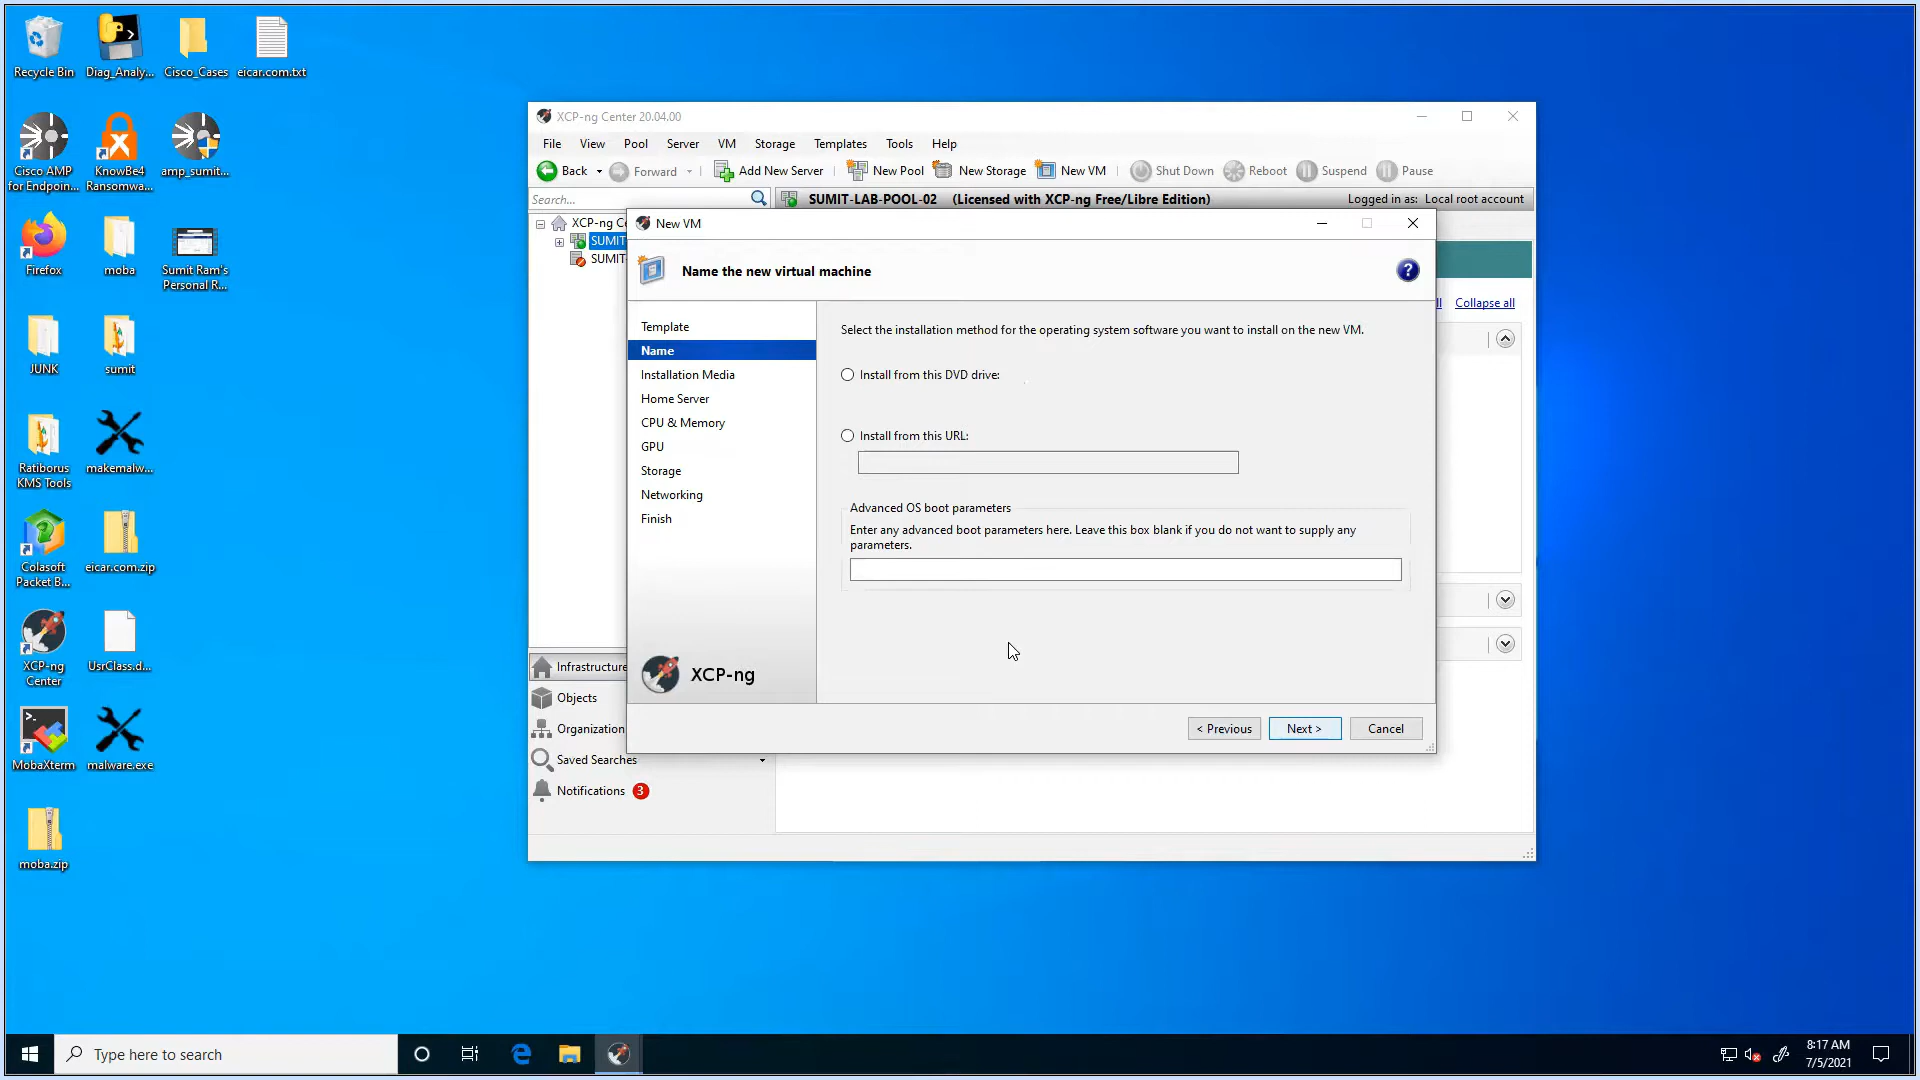 Recycle Bin
Diag_Analy...
Cisco_Cases
eicar.com.txt
Cisco AMP
for Endpoin...
KnowBe4
Ransomwa...
amp_sumit...
Firefox
moba
Sumit Ram's
Personal R...
JUNK
sumit
Ratiborus
KMS Tools
makemalw...
Colasoft
Packet B...
eicar.com.zip
XCP-ng
Center
UsrClass.d...
MobaXterm
malware.exe
moba.zip
XCP-ng Center 20.04.00
File View Pool Server VM Storage Templates Tools Help
Back Forward Add New Server New Pool New Storage New VM Shut Down Reboot Suspend Pause
Search...
SUMIT-LAB-POOL-02 (Licensed with XCP-ng Free/Libre Edition) Logged in as: Local root account
XCP-ng Ce
SUMIT
SUMIT-
Collapse all
Infrastructure
Objects
Organization
Saved Searches
Notifications 3
New VM
Name the new virtual machine
?
Template
Name
Installation Media
Home Server
CPU & Memory
GPU
Storage
Networking
Finish
XCP-ng
Select the installation method for the operating system software you want to install on the new VM.
Install from this DVD drive:
Install from this URL:
Advanced OS boot parameters
Enter any advanced boot parameters here. Leave this box blank if you do not want to supply any
parameters.
< Previous Next > Cancel
Type here to search
8:17 AM
7/5/2021